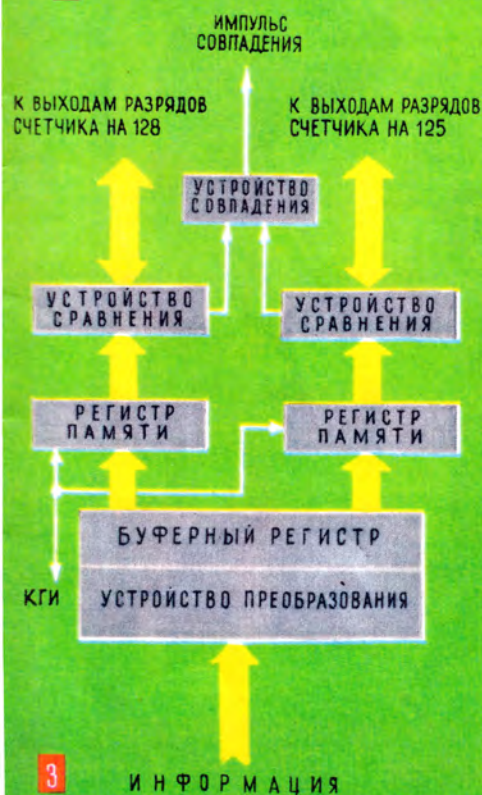 ИМПУЛЬС
СОВПАДЕНИЯ
К ВЫХОДАМ РАЗРЯДОВ
СЧЕТЧИКА НА 128
К ВЫХОДАМ РАЗРЯДОВ
СЧЕТЧИКА НА 125
УСТРОЙСТВО
СОВПАДЕНИЯ
УСТРОЙСТВО
СРАВНЕНИЯ
УСТРОЙСТВО
СРАВНЕНИЯ
РЕГИСТР
ПАМЯТИ
РЕГИСТР
ПАМЯТИ
БУФЕРНЫЙ РЕГИСТР
КГИ
УСТРОЙСТВО ПРЕОБРАЗОВАНИЯ
3
ИНФОРМАЦИЯ